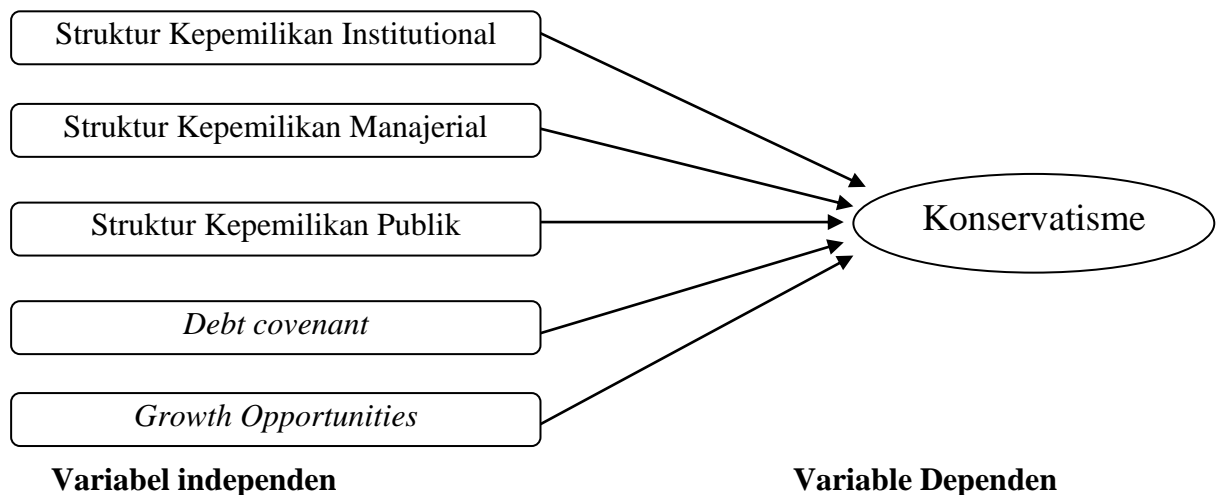 Struktur Kepemilikan Institutional
Struktur Kepemilikan Manajerial
Struktur Kepemilikan Publik
Konservatisme
Debt covenant
Growth Opportunities
Variabel independen
Variable Dependen